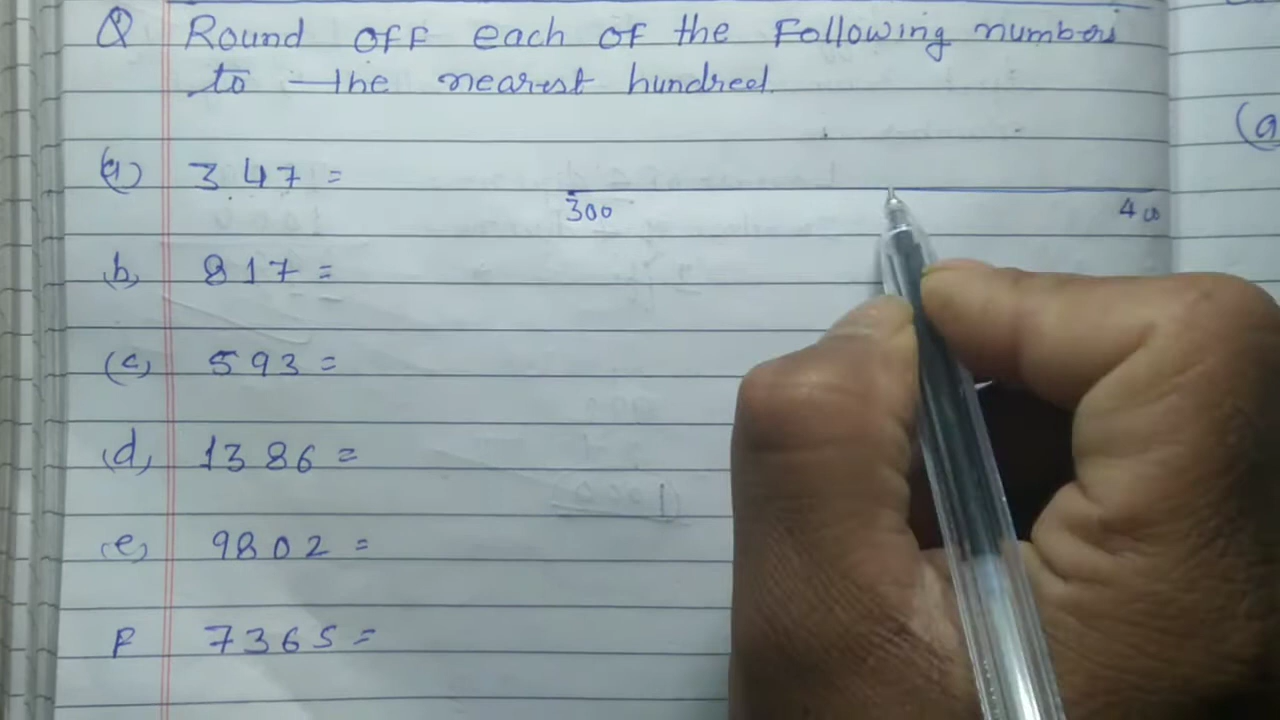 Q Round off each of the Following numbers
to the nearest hundred.
(a) 347 =
300 400
(b) 817 =
(c) 593 =
(d) 1386 =
(e) 9802 =
F 7365 =
(a
1000